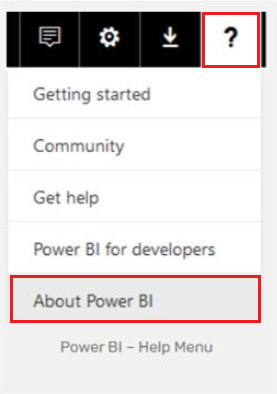 ?
Getting started
Community
Get help
Power BI for developers
About Power BI
Power BI – Help Menu